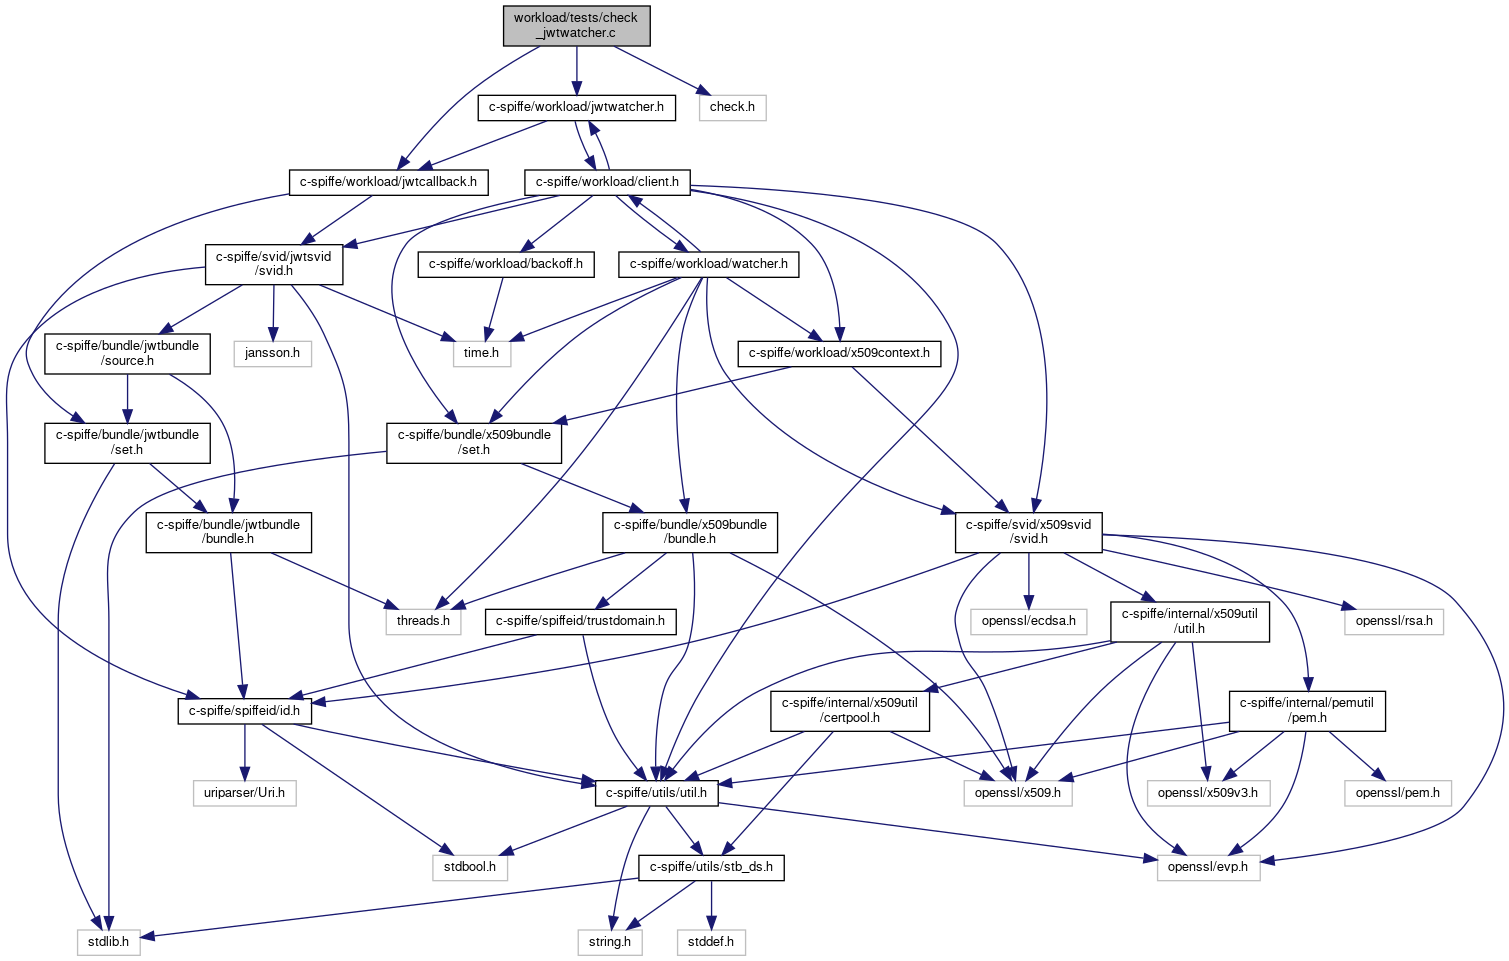 workload/tests/check
_jwtwatcher.c
c-spiffe/workload/jwtwatcher.h
check.h
c-spiffe/workload/jwtcallback.h
c-spiffe/workload/client.h
c-spiffe/svid/jwtsvid
/svid.h
c-spiffe/workload/backoff.h
c-spiffe/workload/watcher.h
c-spiffe/bundle/jwtbundle
/source.h
jansson.h
time.h
c-spiffe/workload/x509context.h
c-spiffe/bundle/jwtbundle
/set.h
c-spiffe/bundle/x509bundle
/set.h
c-spiffe/bundle/jwtbundle
/bundle.h
c-spiffe/bundle/x509bundle
/bundle.h
c-spiffe/svid/x509svid
/svid.h
threads.h
c-spiffe/spiffeid/trustdomain.h
openssl/ecdsa.h
c-spiffe/internal/x509util
/util.h
openssl/rsa.h
c-spiffe/spiffeid/id.h
c-spiffe/internal/x509util
/certpool.h
c-spiffe/internal/pemutil
/pem.h
uriparser/Uri.h
c-spiffe/utils/util.h
openssl/x509.h
openssl/x509v3.h
openssl/pem.h
stdbool.h
c-spiffe/utils/stb_ds.h
openssl/evp.h
stdlib.h
string.h
stddef.h